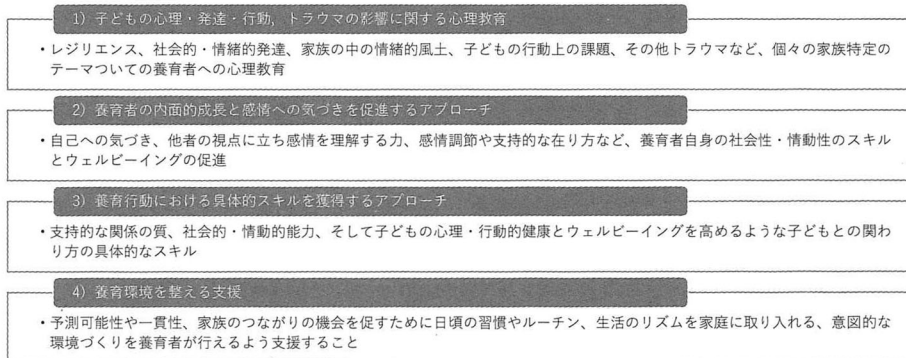 1）子どもの心理・発達・行動，トラウマの影響に関する心理教育
・レジリエンス、社会的・情緒的発達、家族の中の情緒的風土、子どもの行動上の課題、その他トラウマなど、個々の家族特定の
テーマついての養育者への心理教育
2）養育者の内面的成長と感情への気づきを促進するアプローチ
・自己への気づき、他者の視点に立ち感情を理解する力、感情調節や支持的な在り方など、養育者自身の社会性・情動性のスキル
とウェルビーイングの促進
3）養育行動における具体的スキルを獲得するアプローチ
・支持的な関係の質、社会的・情動的能力、そして子どもの心理・行動的健康とウェルビーイングを高めるような子どもとの関わ
り方の具体的なスキル
4）養育環境を整える支援
・予測可能性や一貫性、家族のつながりの機会を促すために日頃の習慣やルーチン、生活のリズムを家庭に取り入れる、意図的な
環境づくりを養育者が行えるよう支援すること